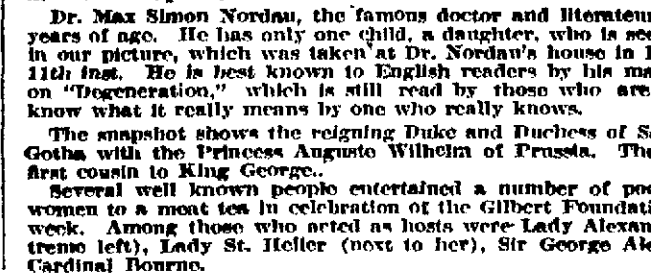 Dr. Max Simon Nordau, the famous doctor and literateur
years of age. He has only one child, a daughter, who is see
in our picture, which was taken at Dr. Nordau's house in
11th inst. He is best known to English readers by his ma
on "Degeneration," which is still read by those who are
know what it really means by one who really knows.
The snapshot shows the reigning Duke and Duchess of S
Gotha with the Princess Auguste Wilhelm of Prussia. The
first cousin to King George..
Several well known people entertained a number of poo
women to a meat tea in celebration of the Gilbert Foundati
week. Among those who acted as hosts were Lady Alexan
treme left), Lady St. Helier (next to her), Sir George Ale
Cardinal Bourne.